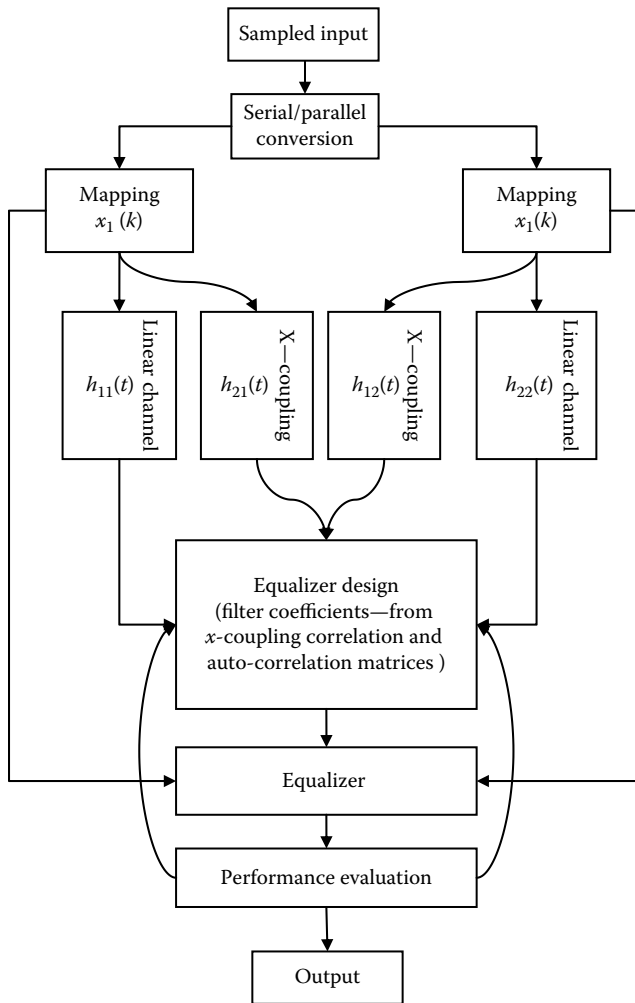 Sampled input
Serial/parallel
conversion
Mapping
x₁ (k)
Mapping
x₁(k)
h₁₁(t)
Linear channel
h₂₁(t)
X—coupling
h₁₂(t)
X—coupling
h₂₂(t)
Linear channel
Equalizer design
(filter coefficients—from
x-coupling correlation and
auto-correlation matrices )
Equalizer
Performance evaluation
Output